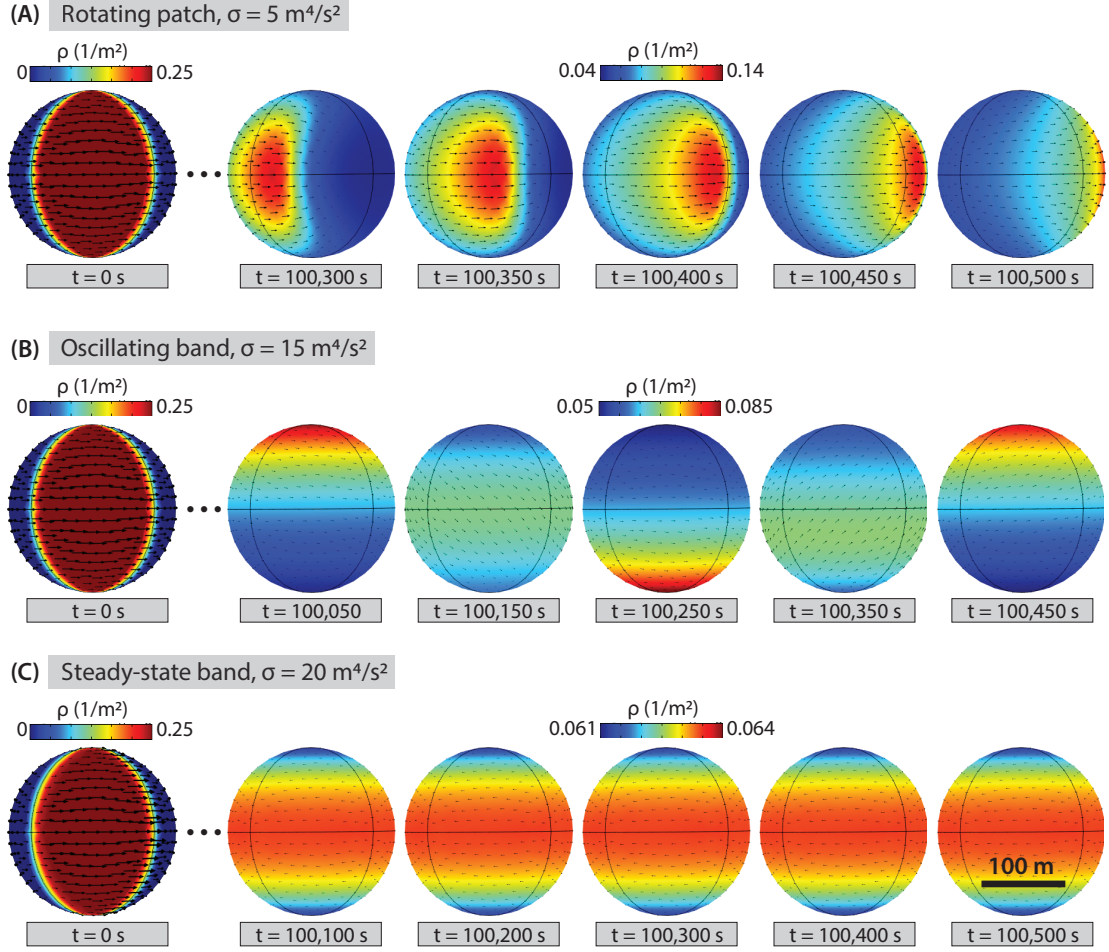 (A) Rotating patch, σ = 5 m⁴/s²
ρ (1/m²)
0 0.25
ρ (1/m²)
0.04 0.14
t = 0 s t = 100,300 s t = 100,350 s t = 100,400 s t = 100,450 s t = 100,500 s
(B) Oscillating band, σ = 15 m⁴/s²
ρ (1/m²)
0 0.25
ρ (1/m²)
0.05 0.085
t = 0 s t = 100,050 t = 100,150 s t = 100,250 s t = 100,350 s t = 100,450 s
(C) Steady-state band, σ = 20 m⁴/s²
ρ (1/m²)
0 0.25
ρ (1/m²)
0.061 0.064
100 m
t = 0 s t = 100,100 s t = 100,200 s t = 100,300 s t = 100,400 s t = 100,500 s